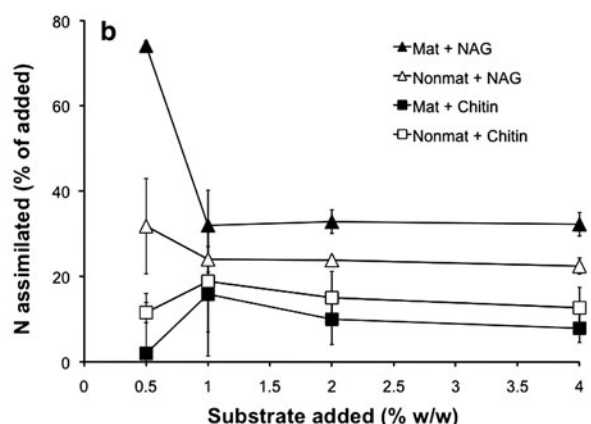 b
80
60
40
20
0
N assimilated (% of added)
Mat + NAG
Nonmat + NAG
Mat + Chitin
Nonmat + Chitin
0 0.5 1 1.5 2 2.5 3 3.5 4
Substrate added (% w/w)